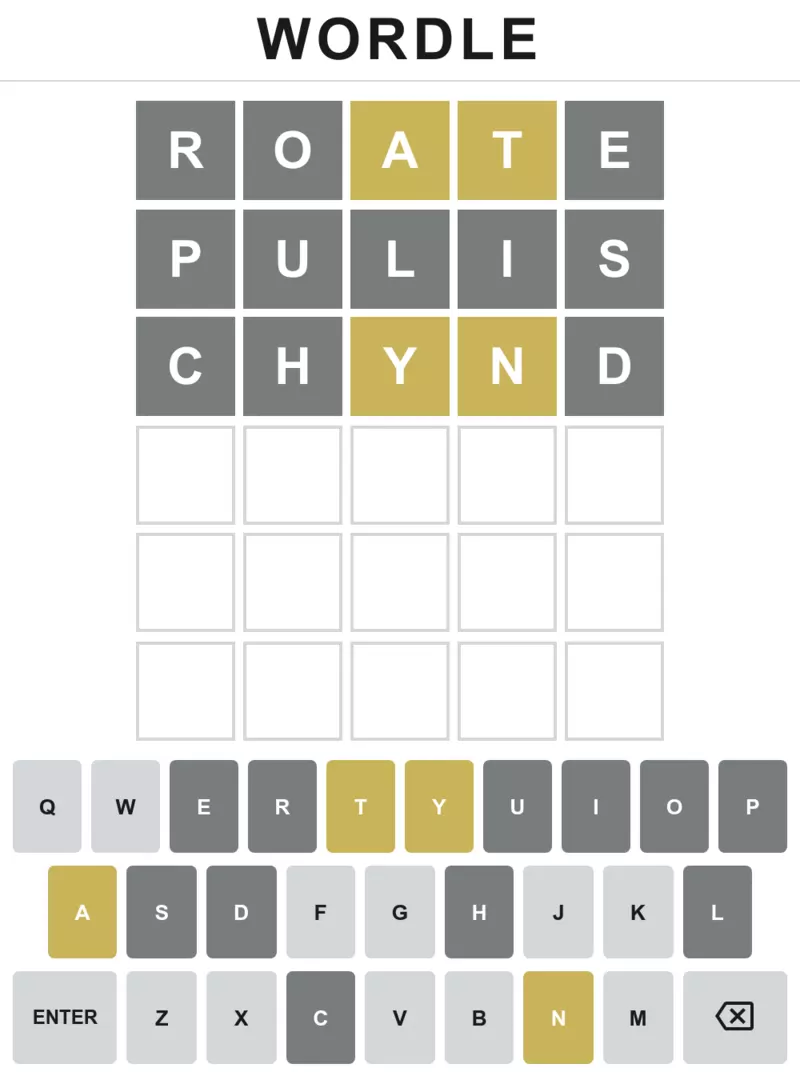 WORDLE
R O A T E
P U L I S
C H Y N D
Q W E R T Y U I O P
A S D F G H J K L
ENTER Z X C V B N M